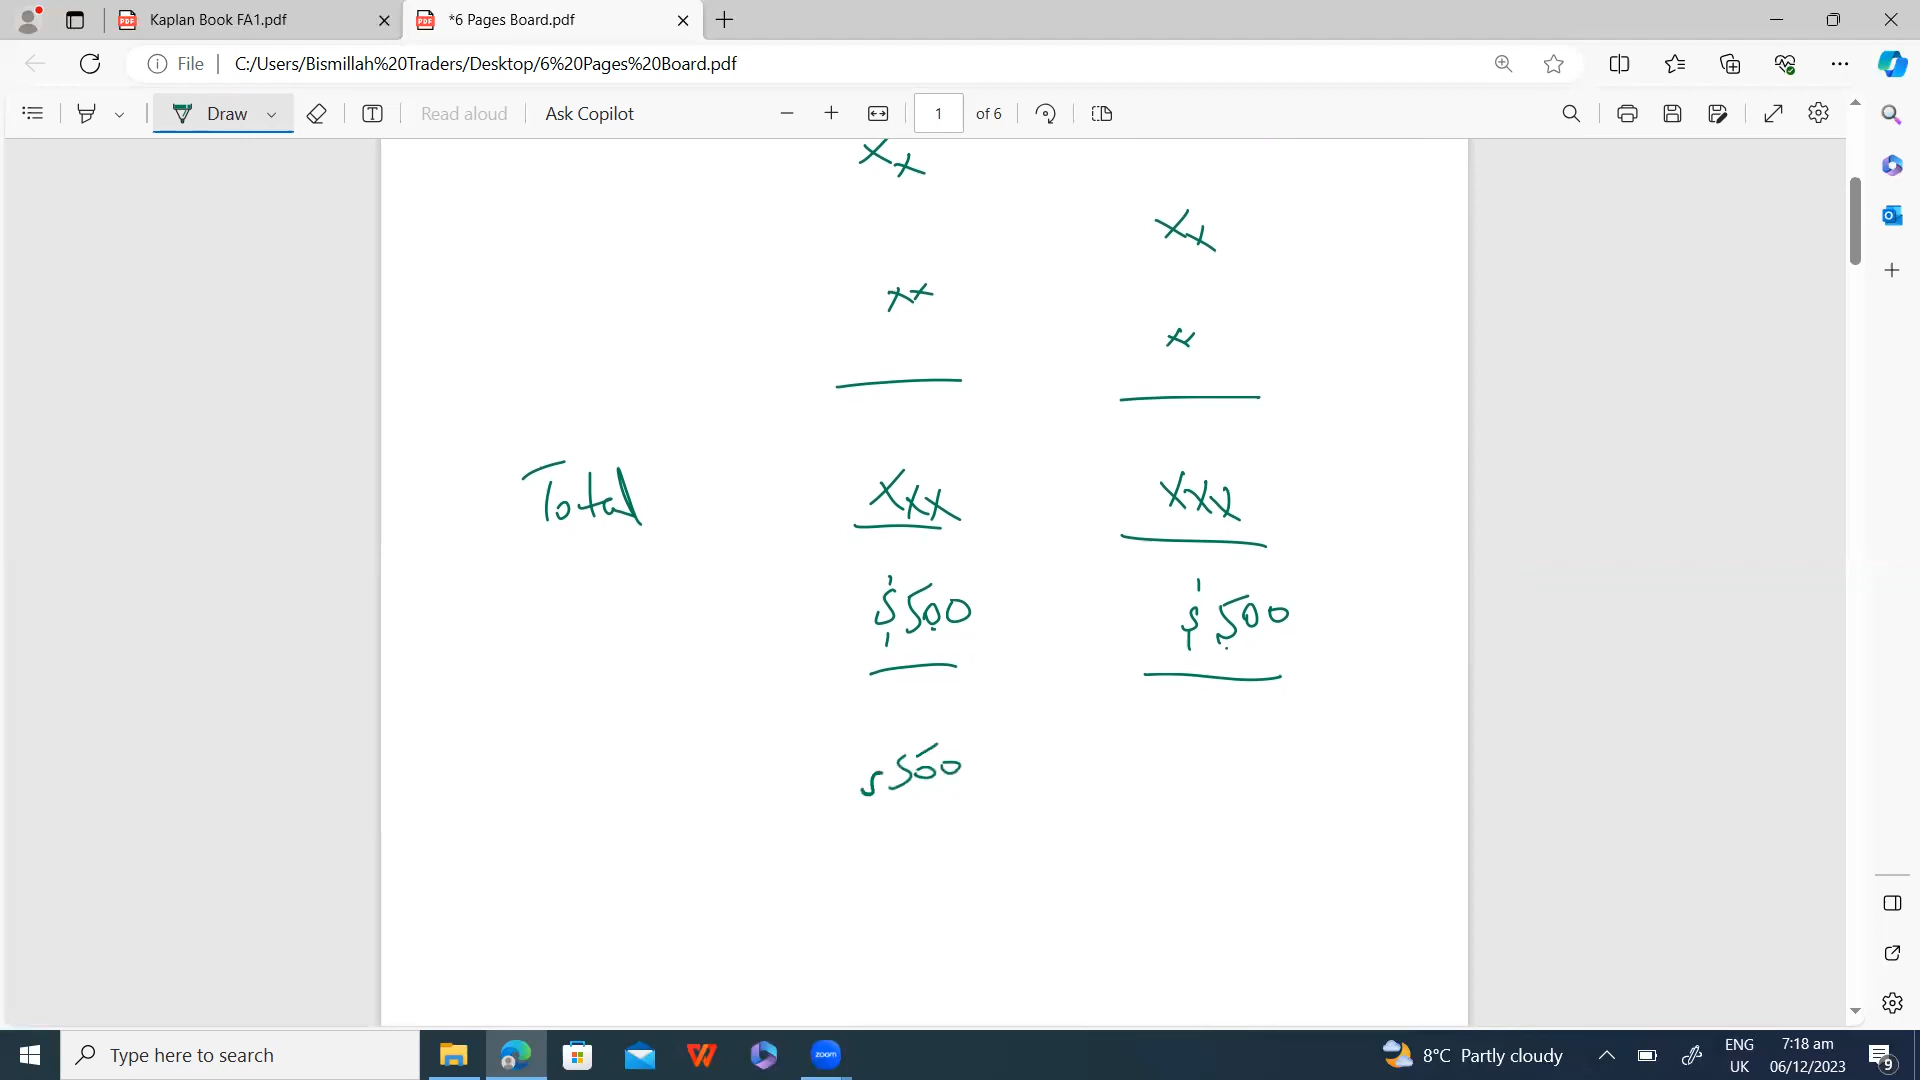 Kaplan Book FA1.pdf
*6 Pages Board.pdf
File
C:/Users/Bismillah%20Traders/Desktop/6%20Pages%20Board.pdf
Draw
Read aloud
Ask Copilot
1
of 6
xx
xx
xx
Total
xxx
xxx
$500
$500
500
Type here to search
zoom
8°C Partly cloudy
ENG
UK
7:18 am
06/12/2023
9